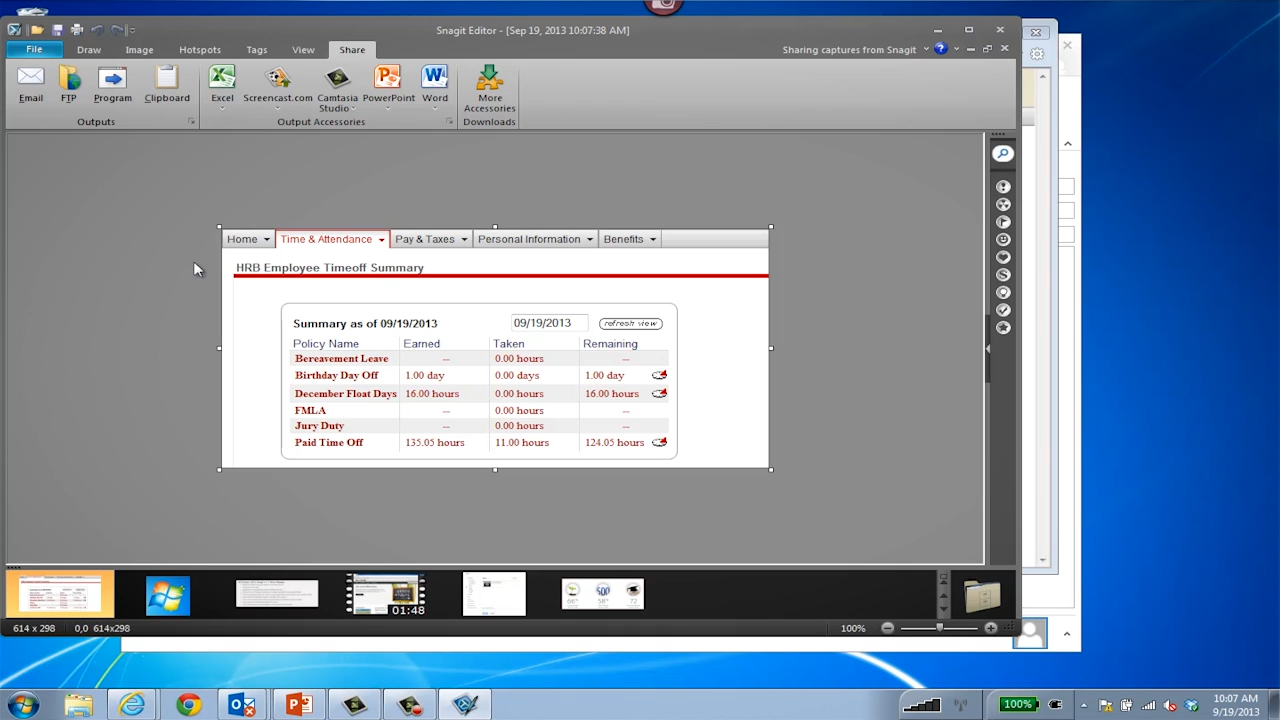 Snagit Editor - [Sep 19, 2013 10:07:38 AM]
File Draw Image Hotspots Tags View Share Sharing captures from Snagit
Email FTP Program Clipboard Excel Screencast.com Camtasia Studio PowerPoint Word More Accessories
Outputs Output Accessories Downloads
Home Time & Attendance Pay & Taxes Personal Information Benefits
HRB Employee Timeoff Summary
Summary as of 09/19/2013 09/19/2013 refresh view
Policy Name Earned Taken Remaining
Bereavement Leave -- 0.00 hours --
Birthday Day Off 1.00 day 0.00 days 1.00 day
December Float Days 16.00 hours 0.00 hours 16.00 hours
FMLA -- 0.00 hours --
Jury Duty -- 0.00 hours --
Paid Time Off 135.05 hours 11.00 hours 124.05 hours
01:48
614 x 298 0,0 614x298 100%
100% 10:07 AM
9/19/2013